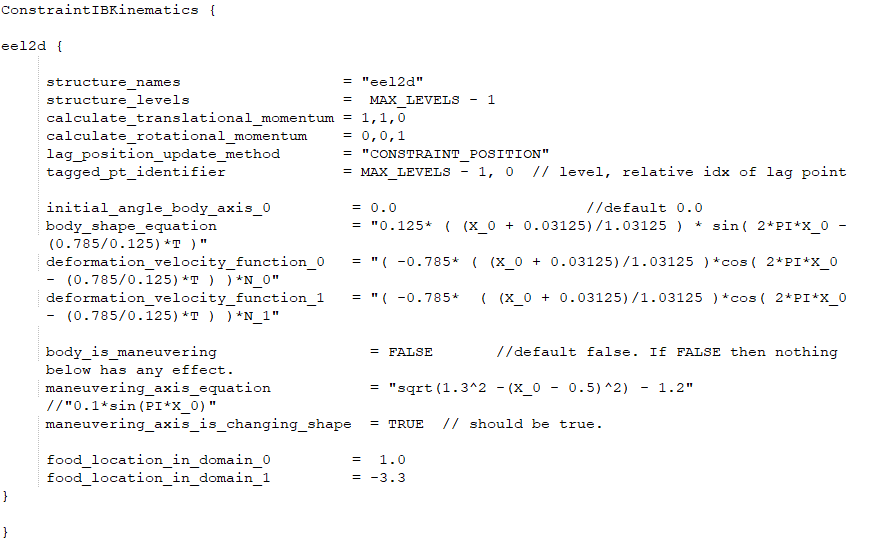 ConstraintIBKinematics {
eel2d {
structure_names = "eel2d"
structure_levels = MAX_LEVELS - 1
calculate_translational_momentum = 1,1,0
calculate_rotational_momentum = 0,0,1
lag_position_update_method = "CONSTRAINT_POSITION"
tagged_pt_identifier = MAX_LEVELS - 1, 0 // level, relative idx of lag point
initial_angle_body_axis_0 = 0.0 //default 0.0
body_shape_equation = "0.125* ( (X_0 + 0.03125)/1.03125 ) * sin( 2*PI*X_0 -
(0.785/0.125)*T )"
deformation_velocity_function_0 = "( -0.785* ( (X_0 + 0.03125)/1.03125 )*cos( 2*PI*X_0
- (0.785/0.125)*T ) )*N_0"
deformation_velocity_function_1 = "( -0.785* ( (X_0 + 0.03125)/1.03125 )*cos( 2*PI*X_0
- (0.785/0.125)*T ) )*N_1"
body_is_maneuvering = FALSE //default false. If FALSE then nothing
below has any effect.
maneuvering_axis_equation = "sqrt(1.3^2 -(X_0 - 0.5)^2) - 1.2"
//"0.1*sin(PI*X_0)"
maneuvering_axis_is_changing_shape = TRUE // should be true.
food_location_in_domain_0 = 1.0
food_location_in_domain_1 = -3.3
}
}